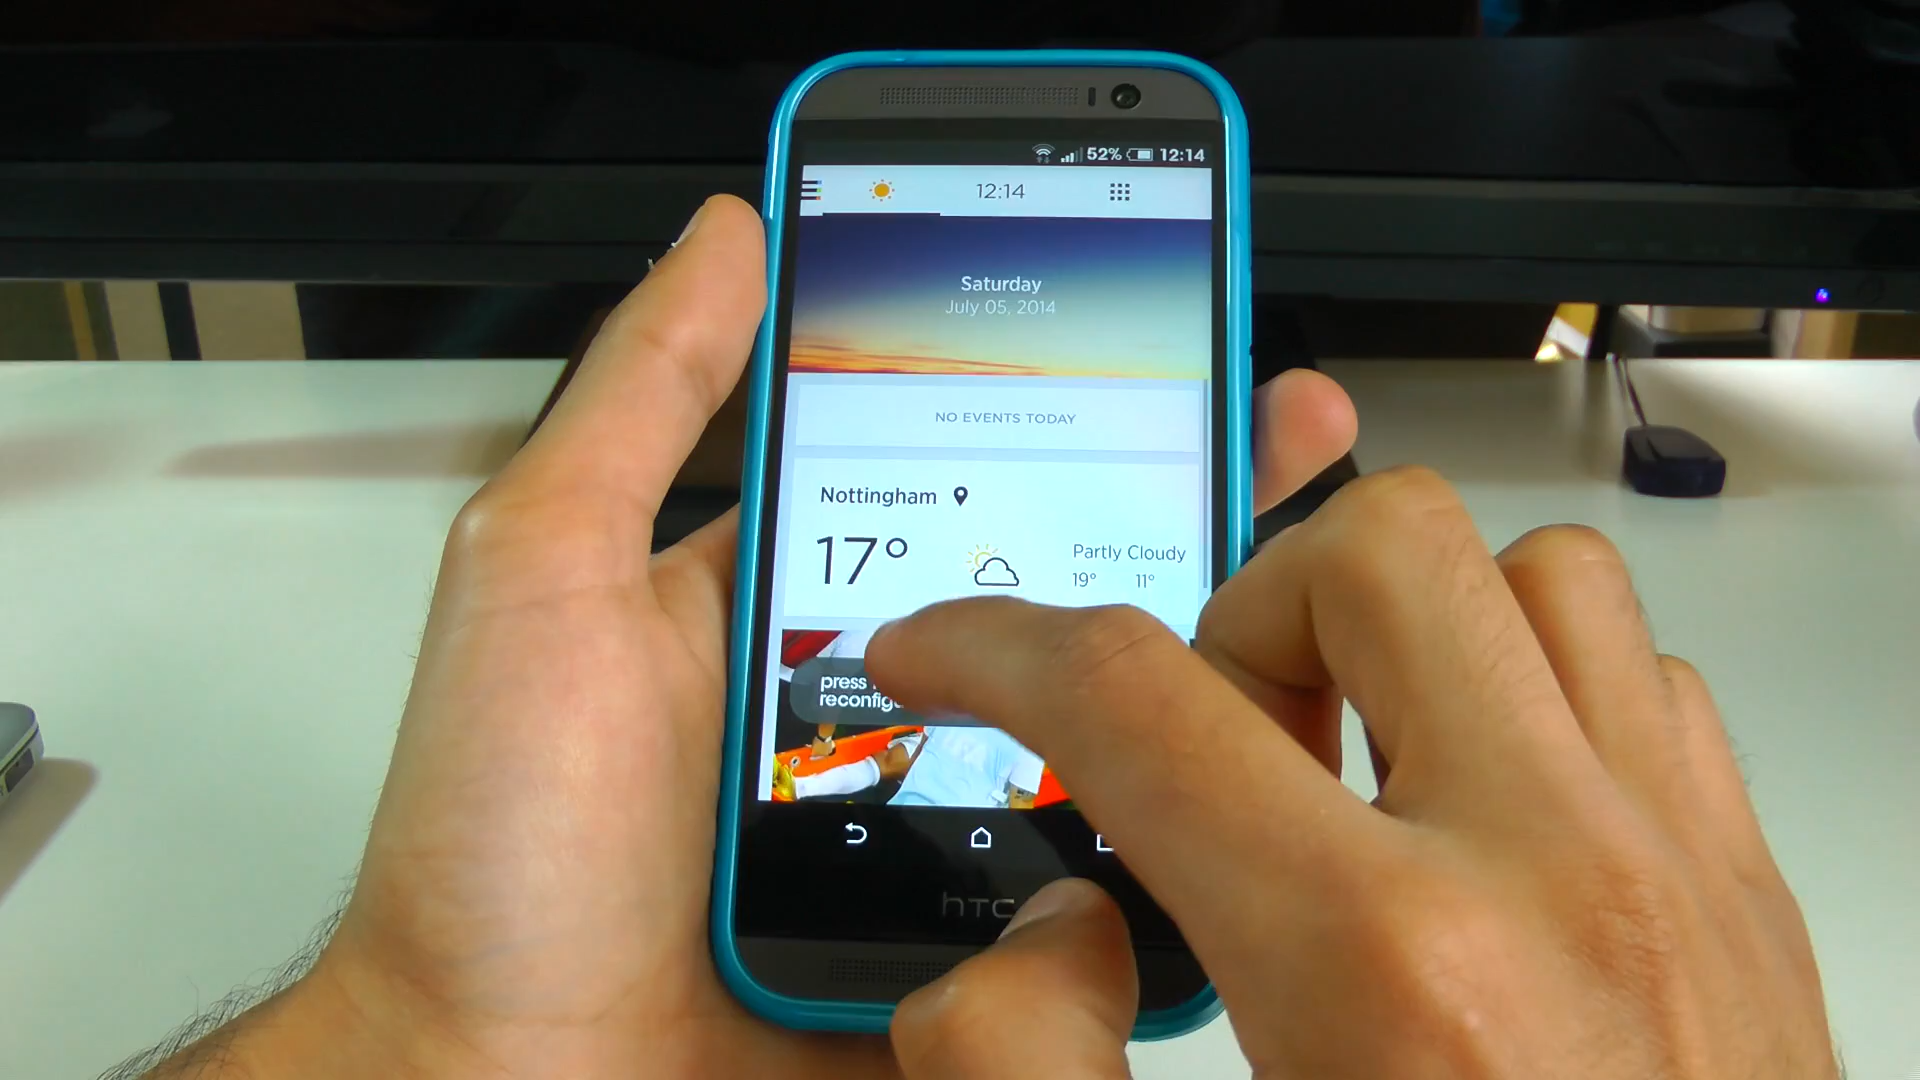 52% 12:14
12:14
Saturday
July 05, 2014
NO EVENTS TODAY
Nottingham
17°
Partly Cloudy
19° 11°
press
hTC